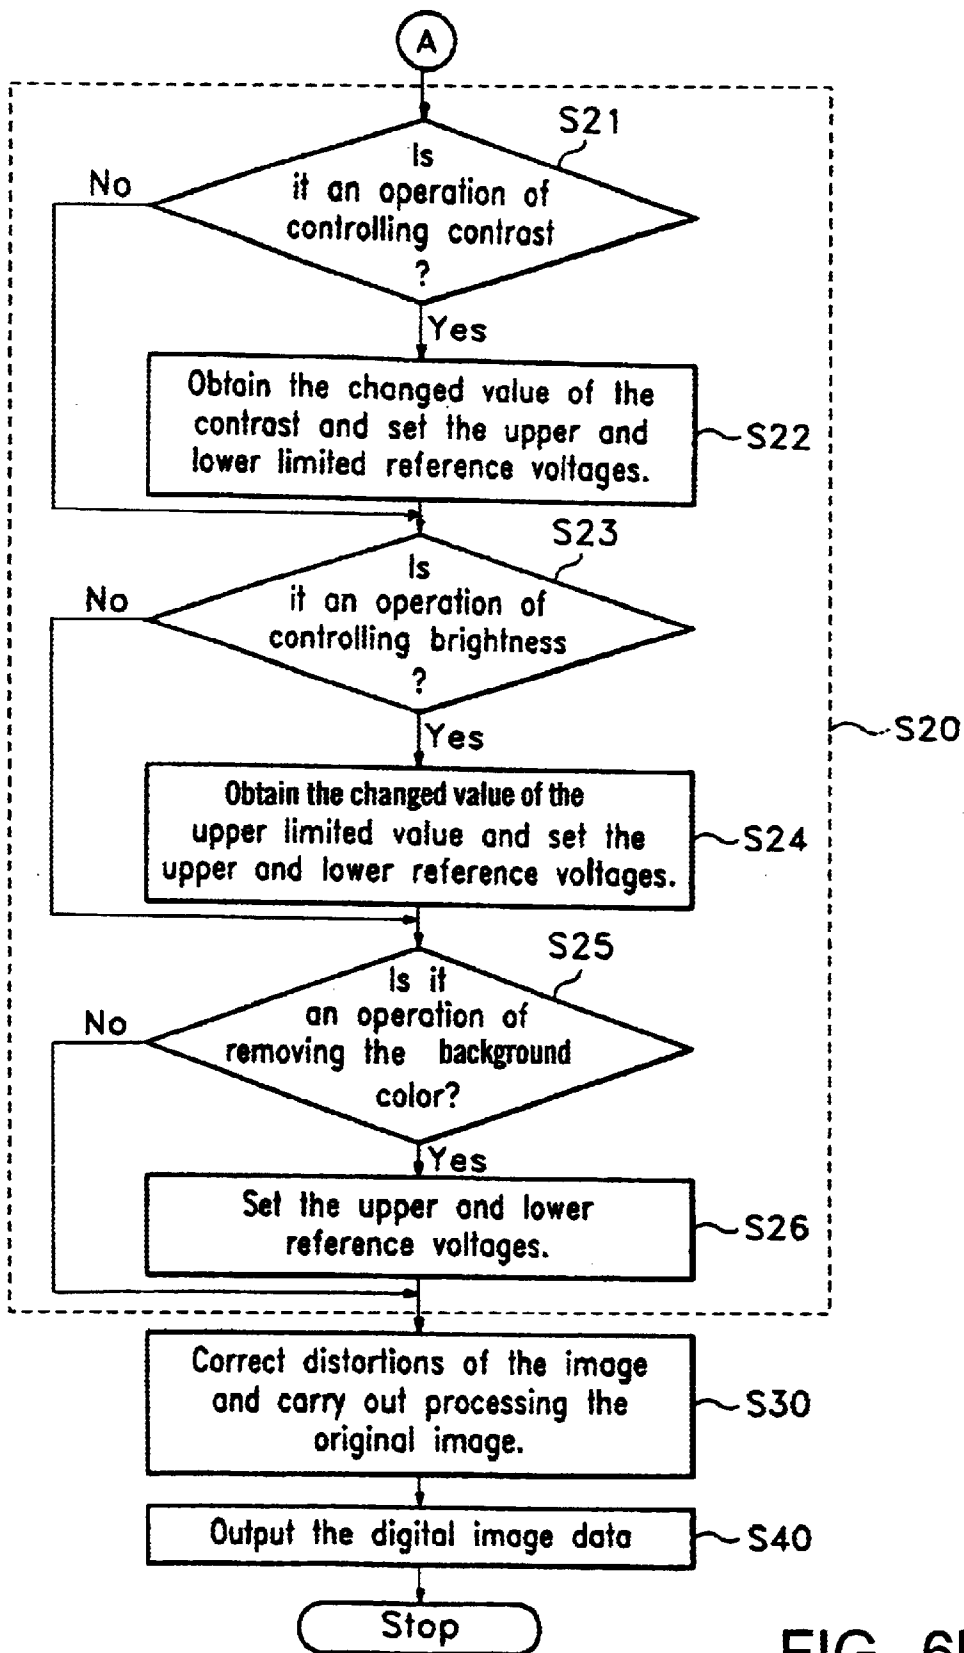 A
S21
Is
it an operation of
controlling contrast
?
No
Yes
Obtain the changed value of the
contrast and set the upper and
lower limited reference voltages.
S22
S23
Is
it an operation of
controlling brightness
?
No
Yes
S20
Obtain the changed value of the
upper limited value and set the
upper and lower reference voltages.
S24
S25
Is it
an operation of
removing the background
color?
No
Yes
Set the upper and lower
reference voltages.
S26
Correct distortions of the image
and carry out processing the
original image.
S30
Output the digital image data
S40
Stop
FIG. 6